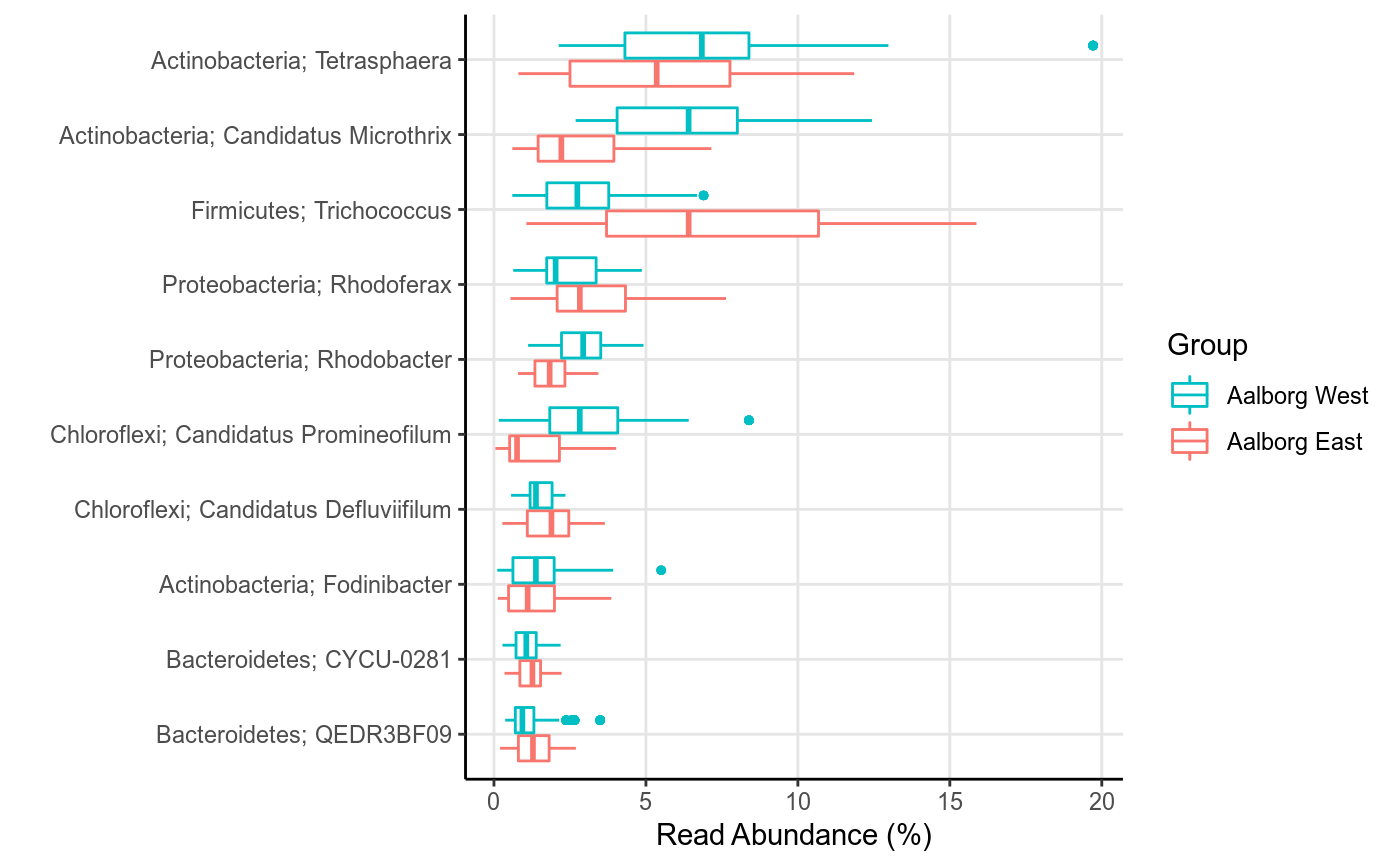 Actinobacteria; Tetrasphaera
Actinobacteria; Candidatus Microthrix
Firmicutes; Trichococcus
Proteobacteria; Rhodoferax
Proteobacteria; Rhodobacter
Chloroflexi; Candidatus Promineofilum
Chloroflexi; Candidatus Defluviifilum
Actinobacteria; Fodinibacter
Bacteroidetes; CYCU-0281
Bacteroidetes; QEDR3BF09
0 5 10 15 20
Read Abundance (%)
Group
Aalborg West
Aalborg East